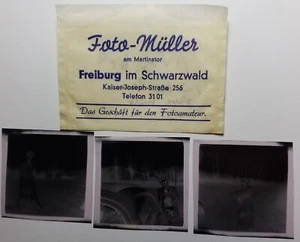 Foto-Müller
am Martinstor
Freiburg im Schwarzwald
Kaiser-Joseph-Straße 256
Telefon 3101
Das Geschäft für den Fotoamateur.